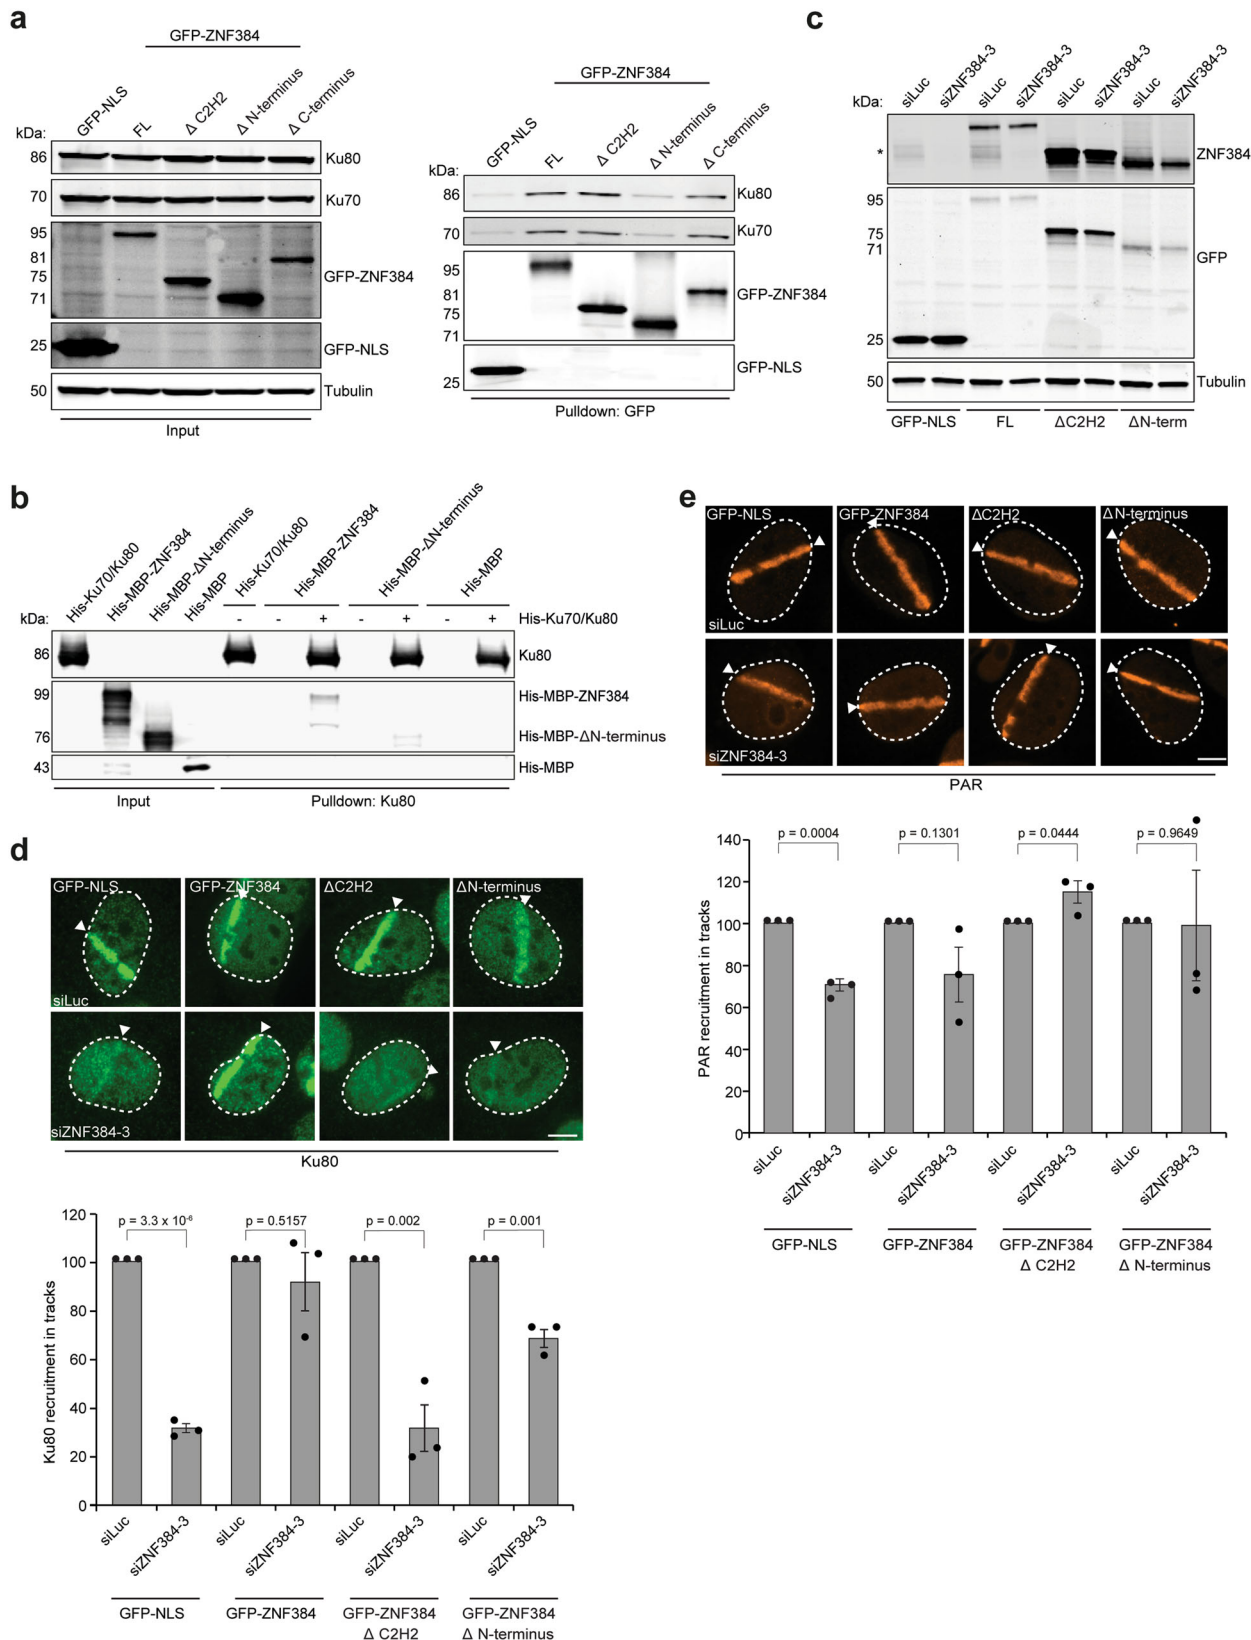 a
GFP-ZNF384
GFP-NLS
FL
Δ C2H2
Δ N-terminus
Δ C-terminus
kDa:
86
Ku80
70
Ku70
95
81
75
71
GFP-ZNF384
25
GFP-NLS
50
Tubulin
Input
GFP-ZNF384
GFP-NLS
FL
Δ C2H2
Δ N-terminus
Δ C-terminus
kDa:
86
Ku80
70
Ku70
95
81
75
71
GFP-ZNF384
25
GFP-NLS
Pulldown: GFP
c
siLuc
siZNF384-3
siLuc
siZNF384-3
siLuc
siZNF384-3
siLuc
siZNF384-3
kDa:
*
ZNF384
95
75
71
25
GFP
50
Tubulin
GFP-NLS FL ΔC2H2 ΔN-term
b
His-Ku70/Ku80
His-MBP-ZNF384
His-MBP-ΔN-terminus
His-MBP
His-Ku70/Ku80
His-MBP-ZNF384
His-MBP-ΔN-terminus
His-MBP
kDa:
- - + - + - + His-Ku70/Ku80
86
Ku80
99
His-MBP-ZNF384
76
His-MBP-ΔN-terminus
43
His-MBP
Input Pulldown: Ku80
e
GFP-NLS GFP-ZNF384 ΔC2H2 ΔN-terminus
siLuc
siZNF384-3
PAR
PAR recruitment in tracks
140
120
100
80
60
40
20
0
p = 0.0004 p = 0.1301 p = 0.0444 p = 0.9649
siLuc
siZNF384-3
siLuc
siZNF384-3
siLuc
siZNF384-3
siLuc
siZNF384-3
GFP-NLS GFP-ZNF384 GFP-ZNF384 GFP-ZNF384
Δ C2H2 Δ N-terminus
d
GFP-NLS GFP-ZNF384 ΔC2H2 ΔN-terminus
siLuc
siZNF384-3
Ku80
Ku80 recruitment in tracks
120
100
80
60
40
20
0
p = 3.3 x 10⁻⁶ p = 0.5157 p = 0.002 p = 0.001
siLuc
siZNF384-3
siLuc
siZNF384-3
siLuc
siZNF384-3
siLuc
siZNF384-3
GFP-NLS GFP-ZNF384 GFP-ZNF384 GFP-ZNF384
Δ C2H2 Δ N-terminus